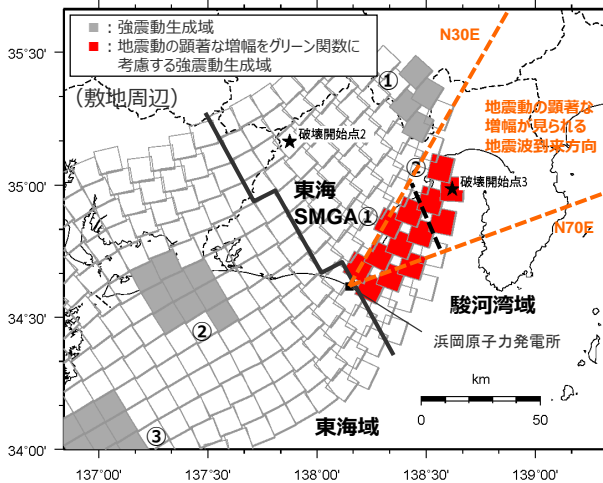 ■ : 強震動生成域
■ : 地震動の顕著な増幅をグリーン関数に
考慮する強震動生成域
(敷地周辺)
N30E
①
地震動の顕著な
増幅が見られる
地震波到来方向
破壊開始点2
②
破壊開始点3
東海
SMGA①
N70E
駿河湾域
浜岡原子力発電所
②
km
0 50
東海域
③
35°30'
35°00'
34°30'
34°00'
137°00' 137°30' 138°00' 138°30' 139°00'